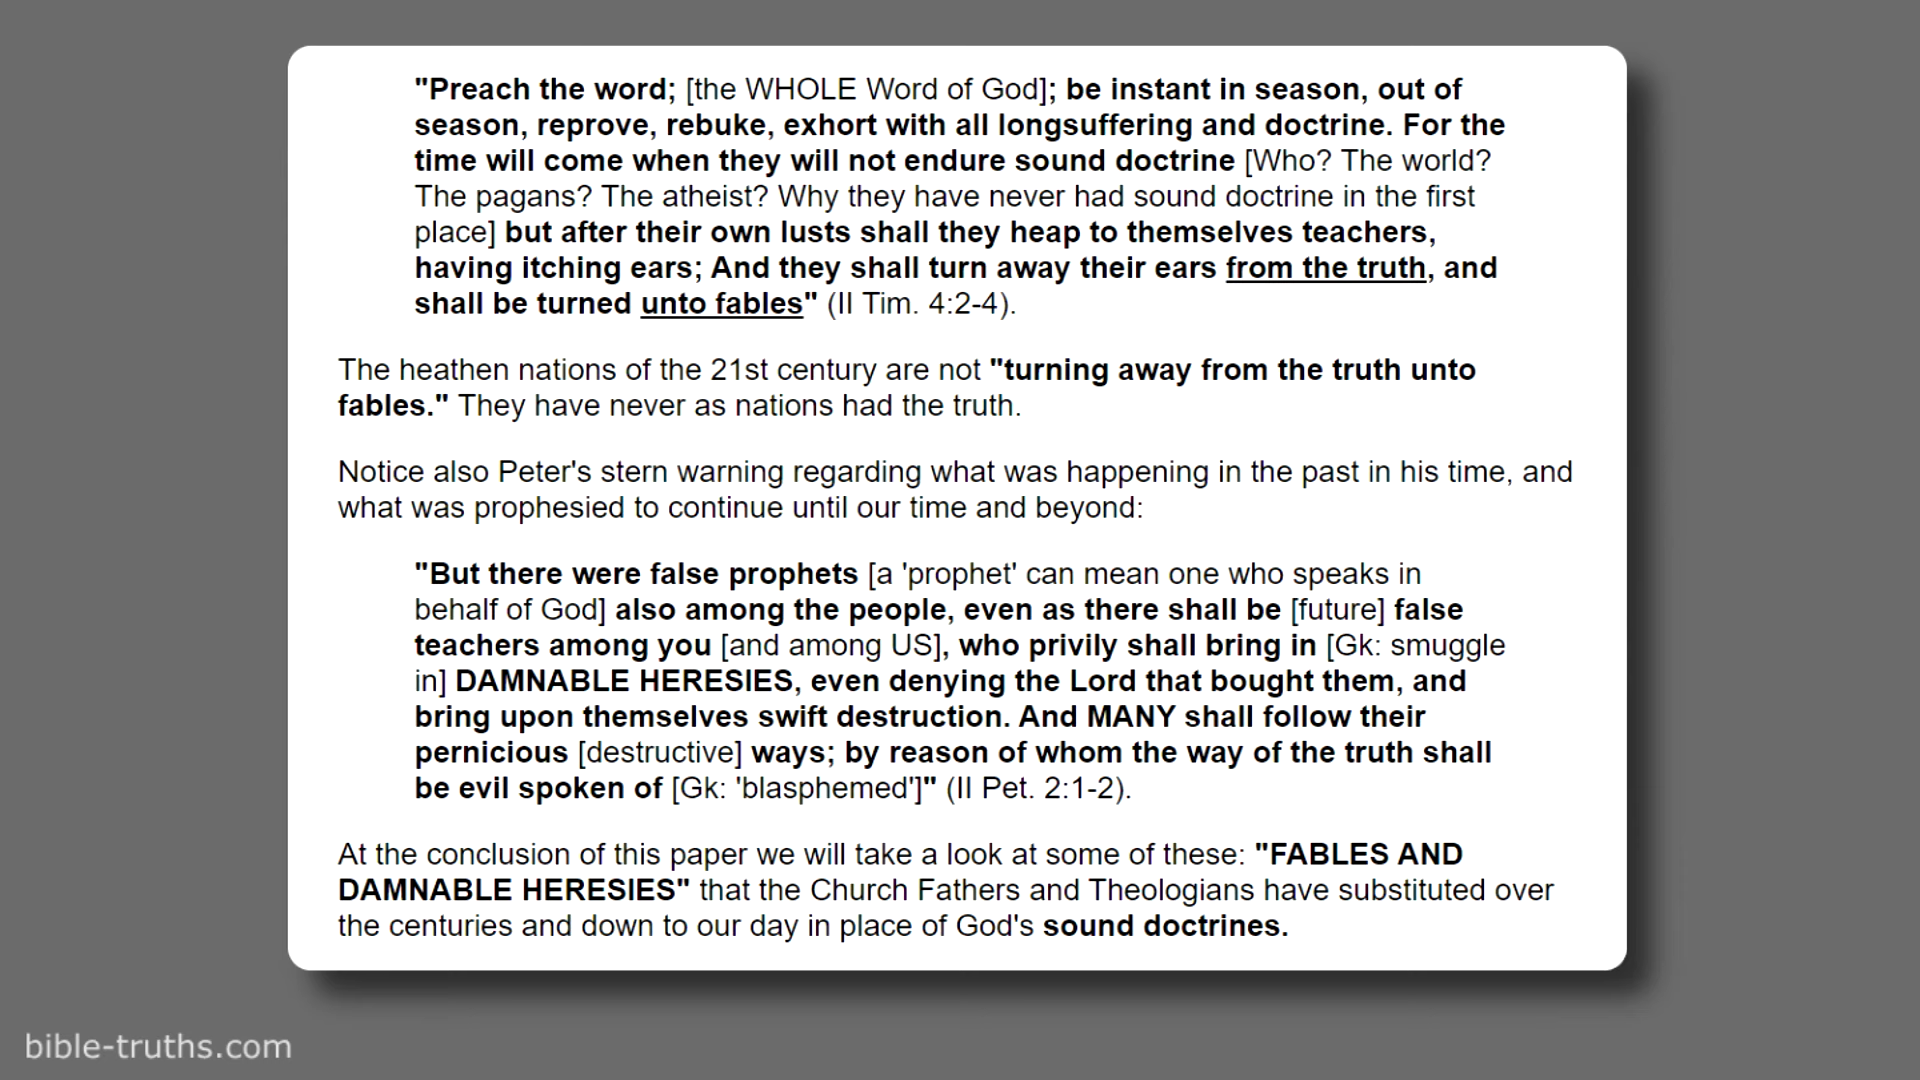 "Preach the word; [the WHOLE Word of God]; be instant in season, out of
season, reprove, rebuke, exhort with all longsuffering and doctrine. For the
time will come when they will not endure sound doctrine [Who? The world?
The pagans? The atheist? Why they have never had sound doctrine in the first
place] but after their own lusts shall they heap to themselves teachers,
having itching ears; And they shall turn away their ears from the truth, and
shall be turned unto fables" (II Tim. 4:2-4).
The heathen nations of the 21st century are not "turning away from the truth unto
fables." They have never as nations had the truth.
Notice also Peter's stern warning regarding what was happening in the past in his time, and
what was prophesied to continue until our time and beyond:
"But there were false prophets [a 'prophet' can mean one who speaks in
behalf of God] also among the people, even as there shall be [future] false
teachers among you [and among US], who privily shall bring in [Gk: smuggle
in] DAMNABLE HERESIES, even denying the Lord that bought them, and
bring upon themselves swift destruction. And MANY shall follow their
pernicious [destructive] ways; by reason of whom the way of the truth shall
be evil spoken of [Gk: 'blasphemed']" (II Pet. 2:1-2).
At the conclusion of this paper we will take a look at some of these: "FABLES AND
DAMNABLE HERESIES" that the Church Fathers and Theologians have substituted over
the centuries and down to our day in place of God's sound doctrines.
bible-truths.com